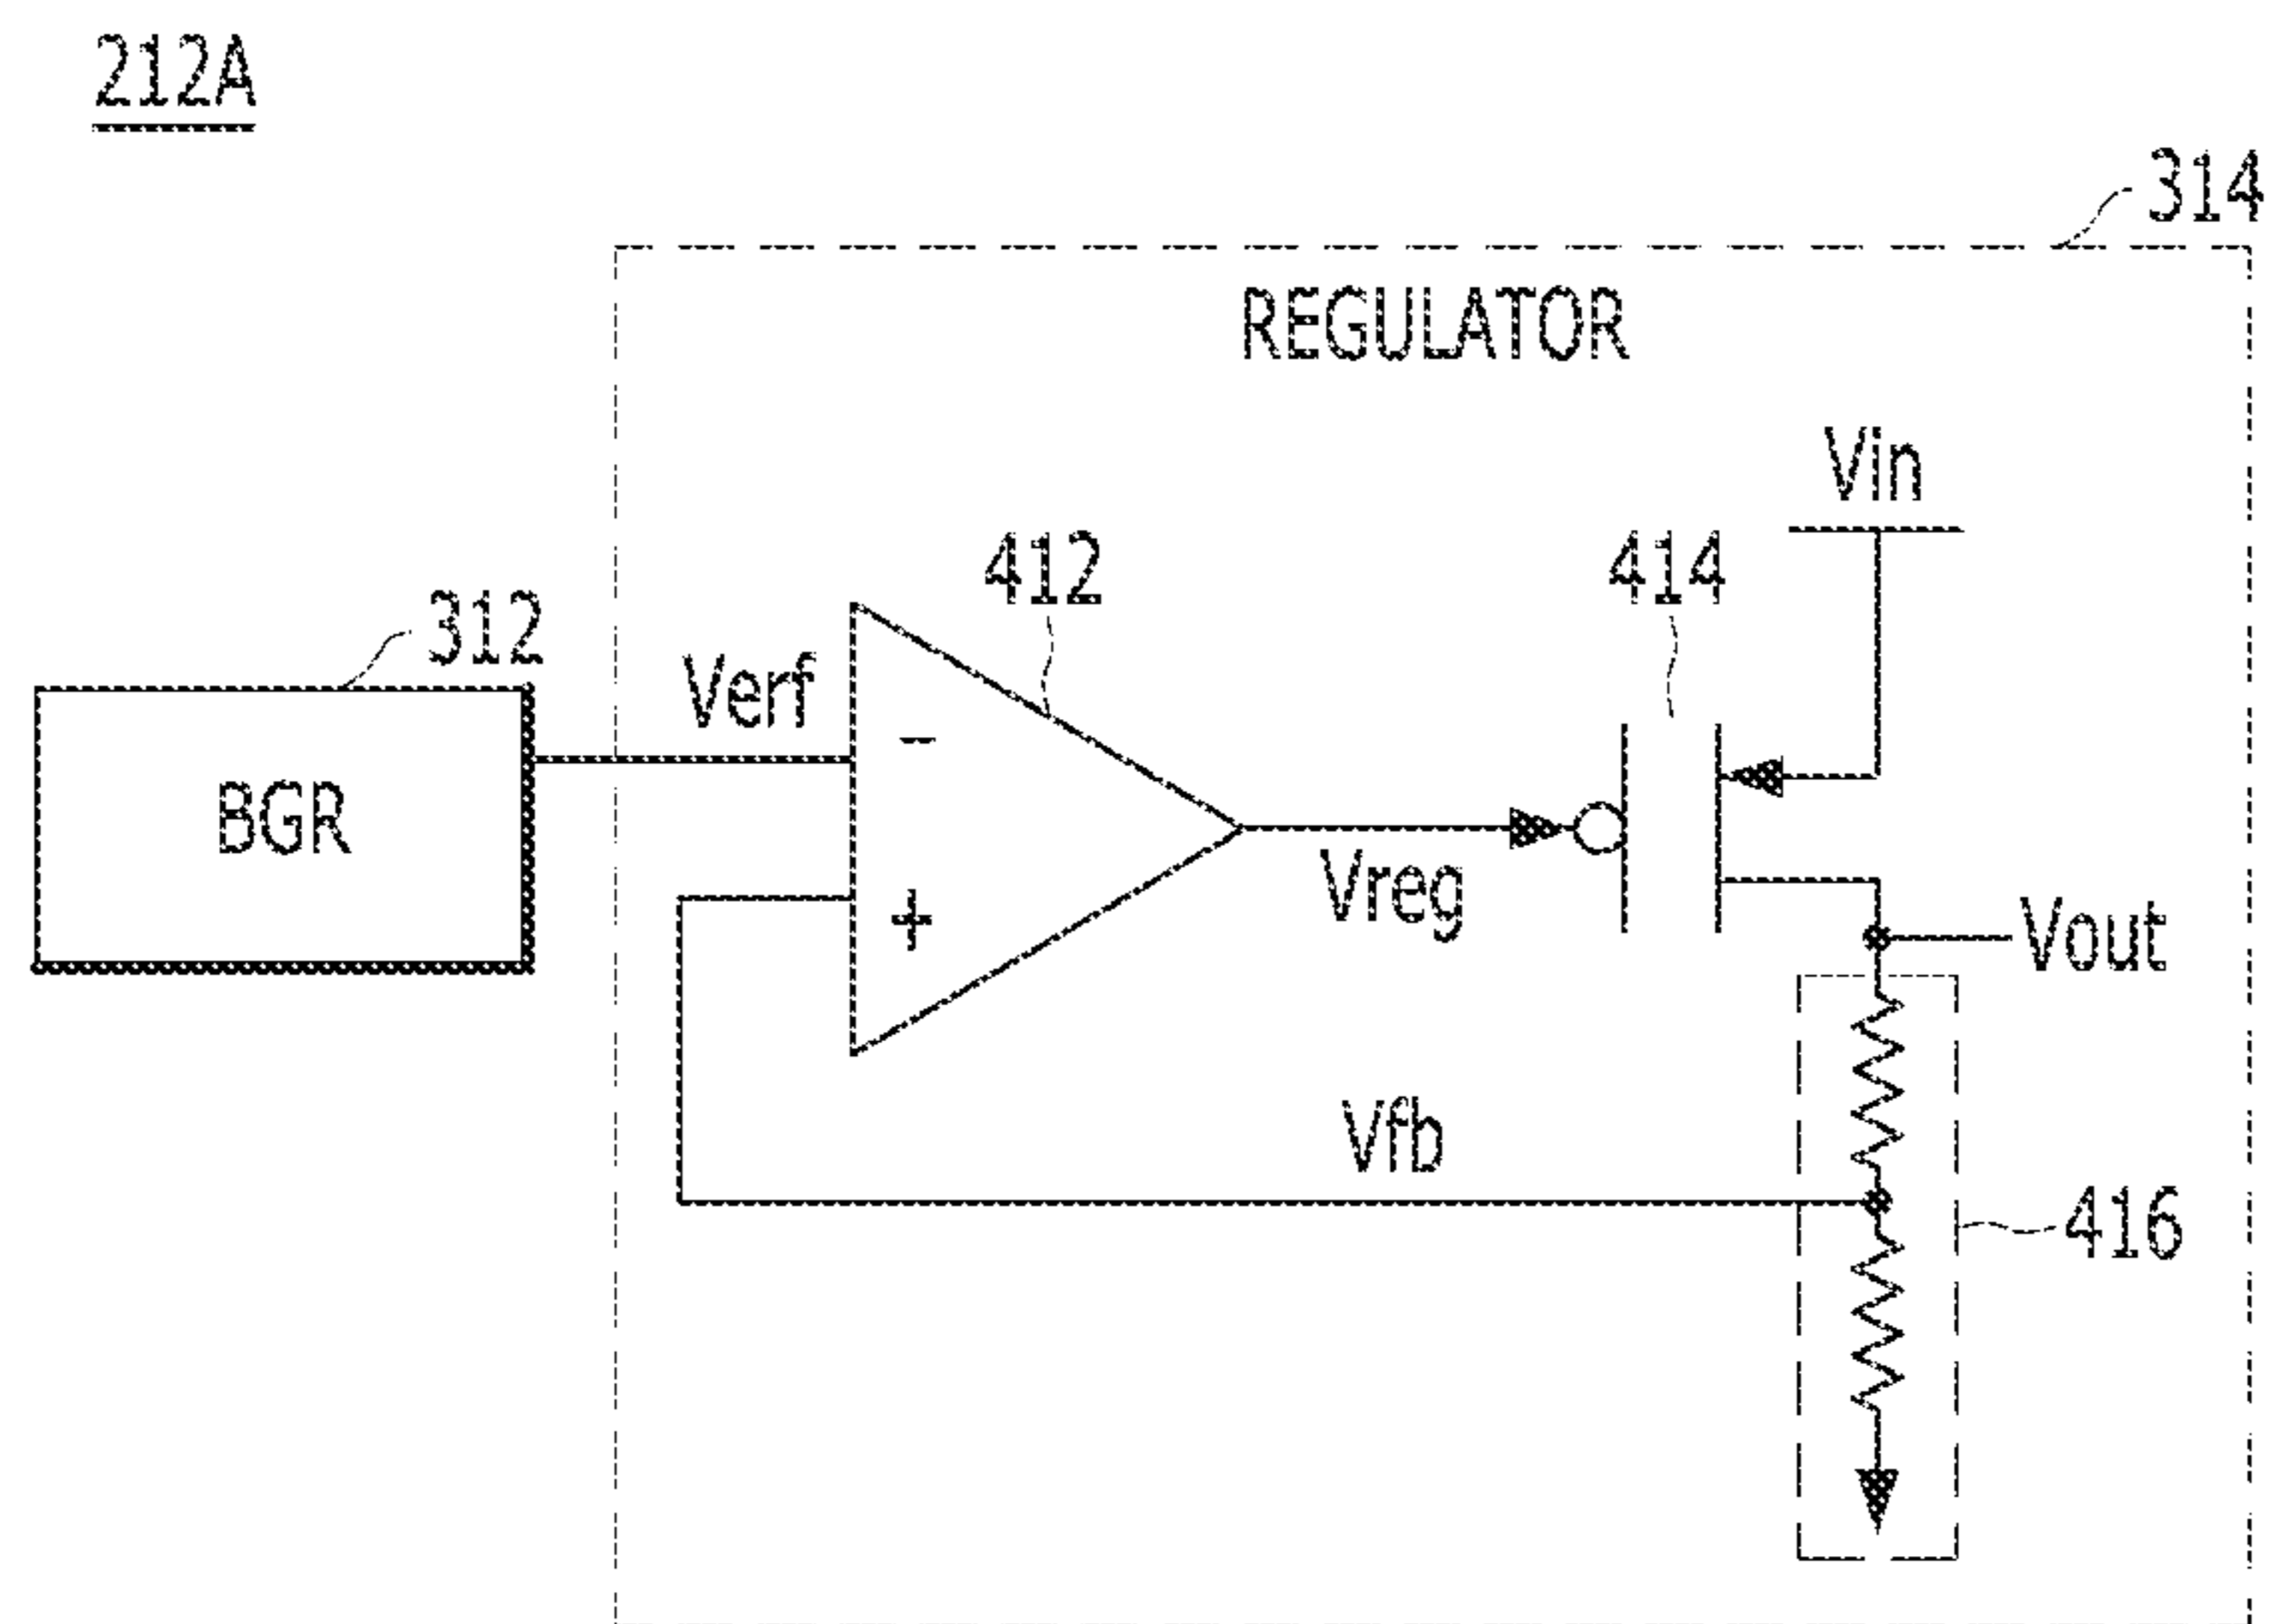 212A
314
REGULATOR
Vin
412
414
312
Verf
-
BGR
Vreg
+
Vout
Vfb
416